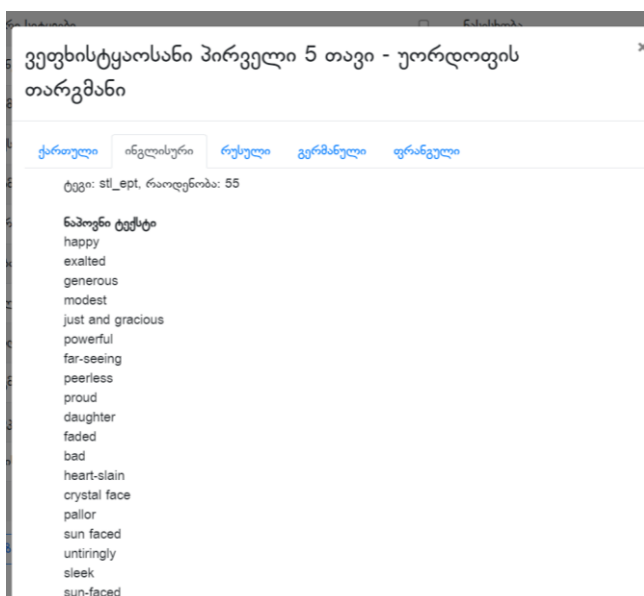 ვეფხისტყაოსანი პირველი 5 თავი - უორდოფის
თარგმანი
ქართული ინგლისური რუსული გერმანული ფრანგული
ტეგი: stl_ept, რაოდენობა: 55
ნაპოვნი ტექსტი
happy
exalted
generous
modest
just and gracious
powerful
far-seeing
peerless
proud
daughter
faded
bad
heart-slain
crystal face
pallor
sun faced
untiringly
sleek
sun-faced